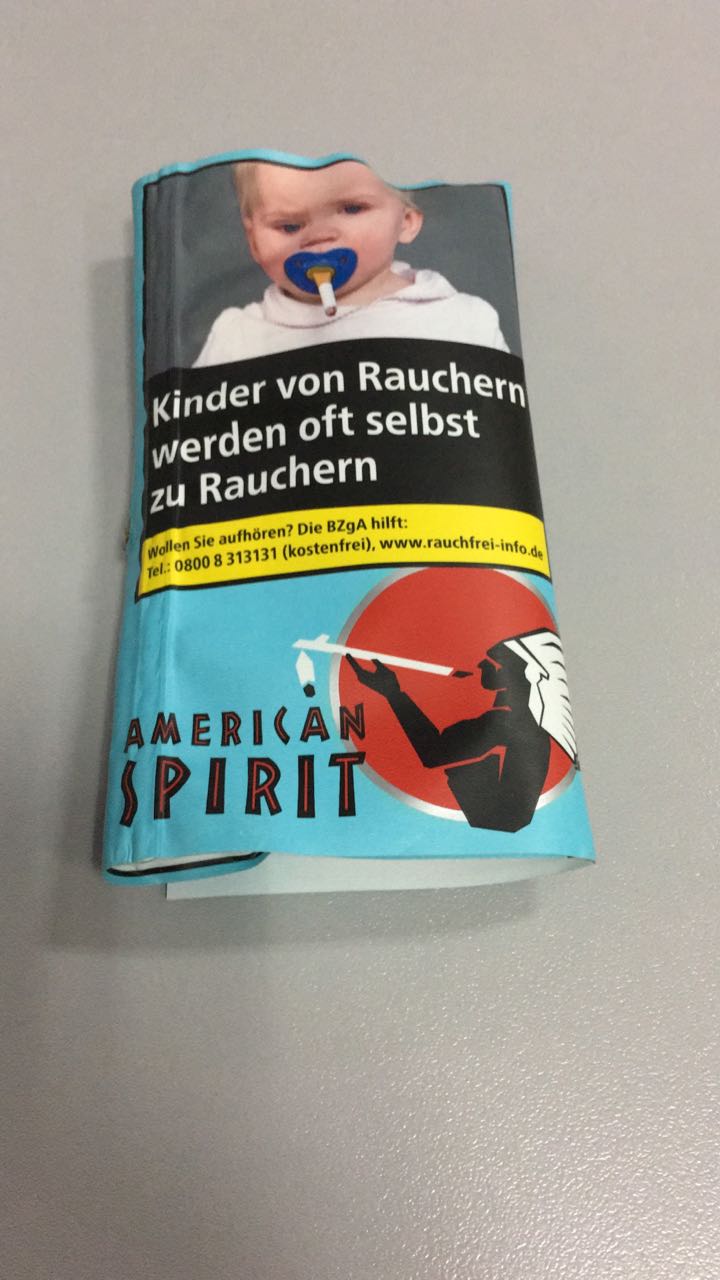 Kinder von Rauchern
werden oft selbst
zu Rauchern
Wollen Sie aufhören? Die BZgA hilft:
Tel.: 0800 8 313131 (kostenfrei), www.rauchfrei-info.de
AMERICAN
SPIRIT